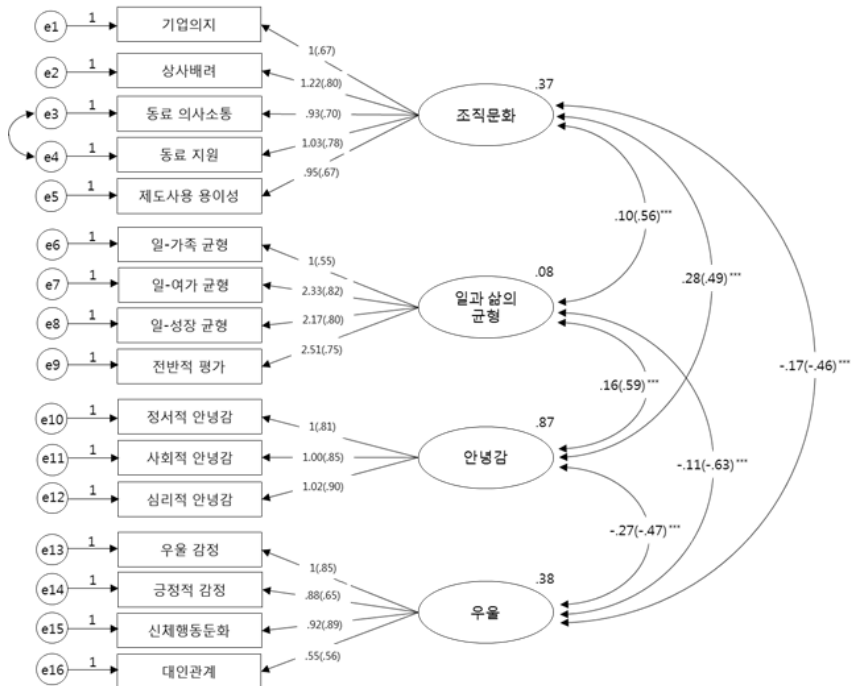 e1 1 기업의지
1(.67)
e2 1 상사배려
1.22(.80)
e3 1 동료 의사소통
.93(.70)
e4 1 동료 지원
1.03(.78)
e5 1 제도사용 용이성
.95(.67)
.37
조직문화
e6 1 일-가족 균형
1(.55)
e7 1 일-여가 균형
2.33(.82)
e8 1 일-성장 균형
2.17(.80)
e9 1 전반적 평가
2.51(.75)
.08
일과 삶의
균형
e10 1 정서적 안녕감
1(.81)
e11 1 사회적 안녕감
1.00(.85)
e12 1 심리적 안녕감
1.02(.90)
.87
안녕감
e13 1 우울 감정
1(.85)
e14 1 긍정적 감정
.88(.65)
e15 1 신체행동둔화
.92(.89)
e16 1 대인관계
.55(.56)
.38
우울
.10(.56)***
.28(.49)***
-.17(-.46)***
.16(.59)***
-.11(-.63)***
-.27(-.47)***